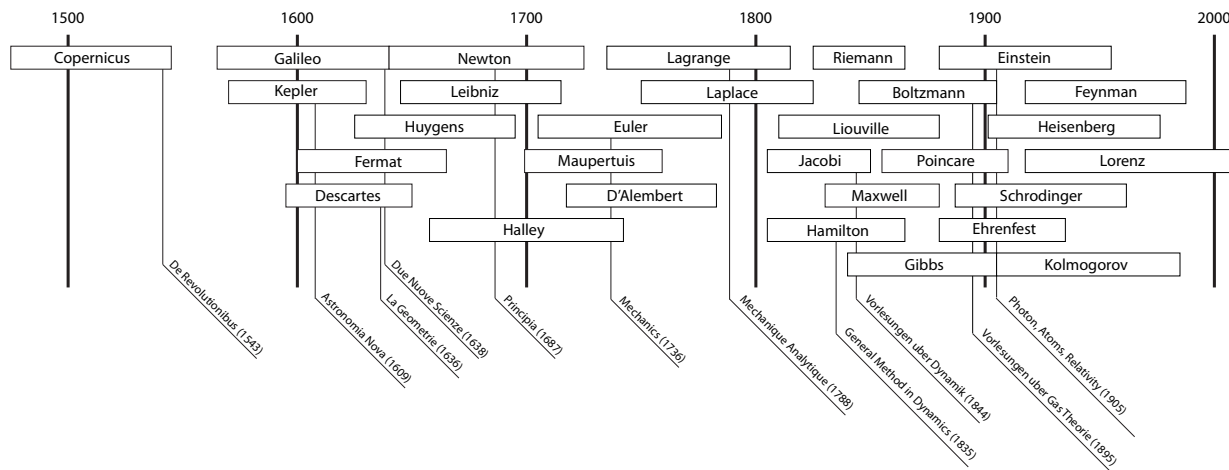 1500 1600 1700 1800 1900 2000
Copernicus Galileo Newton Lagrange Riemann Einstein
Kepler Leibniz Laplace Boltzmann Feynman
Huygens Euler Liouville Heisenberg
Fermat Maupertuis Jacobi Poincare Lorenz
Descartes D'Alembert Maxwell Schrodinger
Halley Hamilton Ehrenfest
Gibbs Kolmogorov
De Revolutionibus (1543)
Astronomia Nova (1609)
La Geometrie (1636)
Due Nuove Scienze (1638)
Principia (1687)
Mechanics (1736)
Mechanique Analytique (1788)
General Method in Dynamics (1835)
Vorlesungen uber Dynamik (1844)
Vorlesungen uber Gas Theorie (1895)
Photon, Atoms, Relativity (1905)